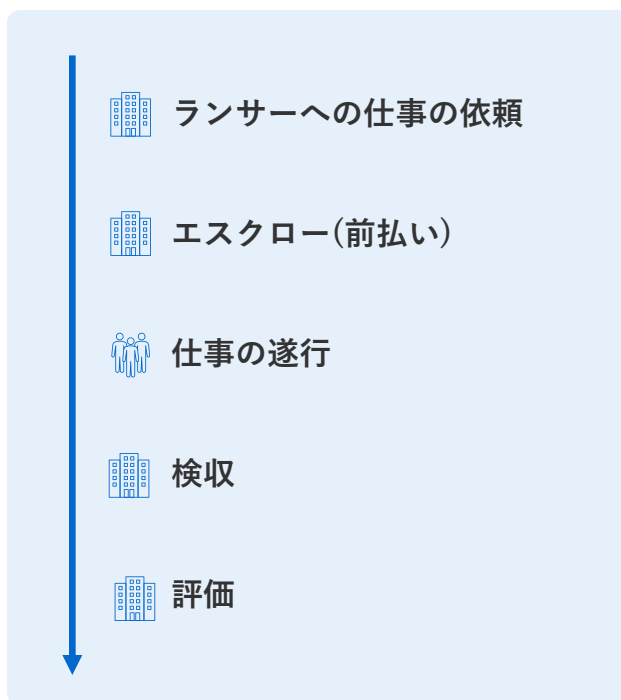 ランサーへの仕事の依頼
エスクロー(前払い)
仕事の遂行
検収
評価